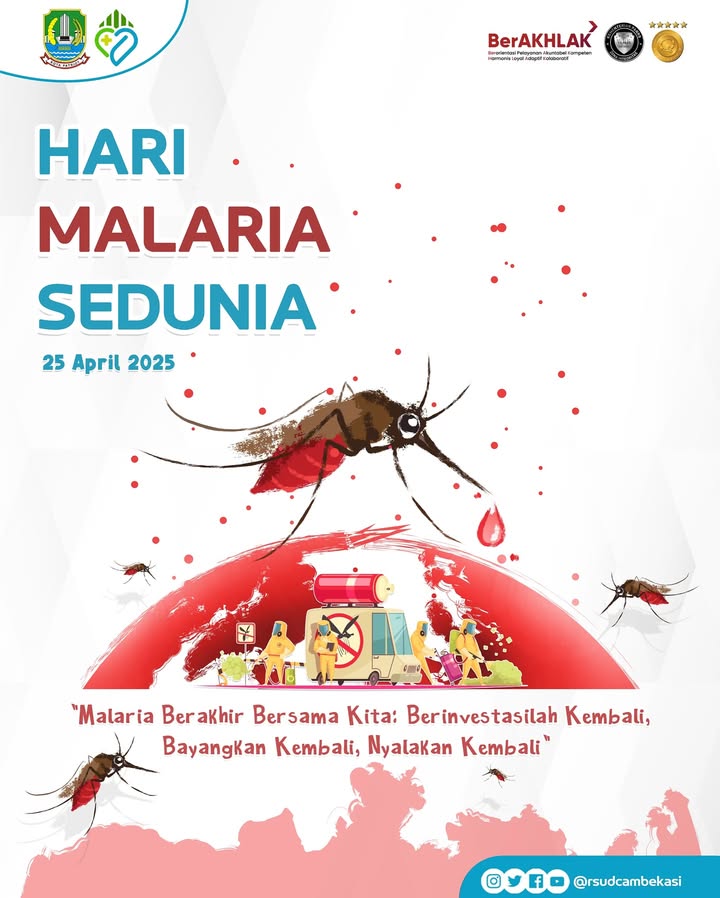 BerAKHLAK
Berorientasi Pelayanan Akuntabel Kompeten
Harmonis Loyal Adaptif Kolaboratif
HARI
MALARIA
SEDUNIA
25 April 2025
"Malaria Berakhir Bersama Kita: Berinvestasilah Kembali,
Bayangkan Kembali, Nyalakan Kembali"
@rsudcambekasi